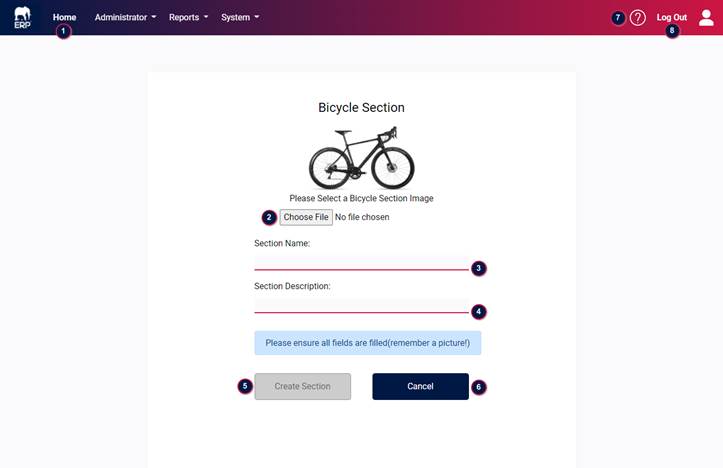 ERP
Home Administrator Reports System
? Log Out
1
7
8
Bicycle Section
Please Select a Bicycle Section Image
2 Choose File No file chosen
Section Name:
3
Section Description:
4
Please ensure all fields are filled(remember a picture!)
5 Create Section Cancel 6